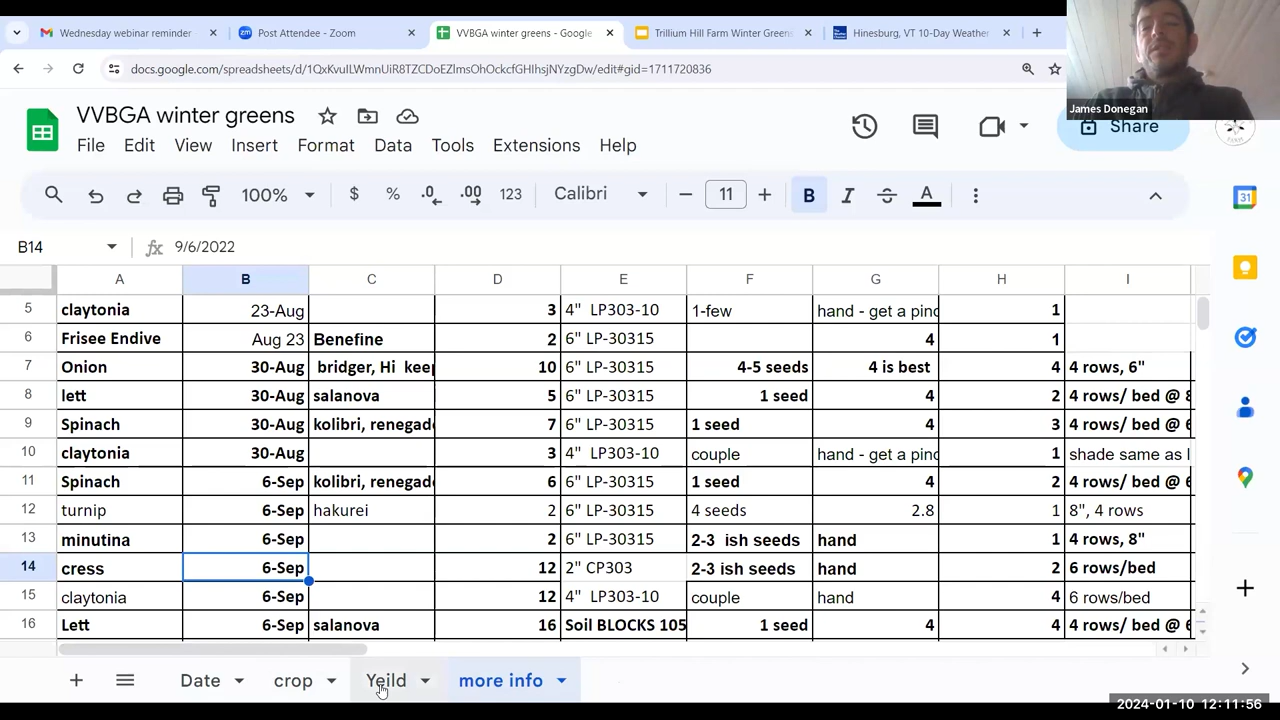 Wednesday webinar reminder
Post Attendee - Zoom
VVBGA winter greens - Google
Trillium Hill Farm Winter Greens
Hinesburg, VT 10-Day Weather
James Donegan
VVBGA winter greens
File Edit View Insert Format Data Tools Extensions Help
Share
31
100% $ % .0 .00 123 Calibri 11 B I S A
B14 fx 9/6/2022
A B C D E F G H I
5 claytonia 23-Aug 3 4" LP303-10 1-few hand - get a pinc 1
6 Frisee Endive Aug 23 Benefine 2 6" LP-30315 4 1
7 Onion 30-Aug bridger, Hi keep 10 6" LP-30315 4-5 seeds 4 is best 4 4 rows, 6"
8 lett 30-Aug salanova 5 6" LP-30315 1 seed 4 2 4 rows/ bed @ 8
9 Spinach 30-Aug kolibri, renegade 7 6" LP-30315 1 seed 4 3 4 rows/ bed @ 6
10 claytonia 30-Aug 3 4" LP303-10 couple hand - get a pinc 1 shade same as l
11 Spinach 6-Sep kolibri, renegade 6 6" LP-30315 1 seed 4 2 4 rows/ bed @ 6
12 turnip 6-Sep hakurei 2 6" LP-30315 4 seeds 2.8 1 8", 4 rows
13 minutina 6-Sep 2 6" LP-30315 2-3 ish seeds hand 1 4 rows, 8"
14 cress 6-Sep 12 2" CP303 2-3 ish seeds hand 2 6 rows/bed
15 claytonia 6-Sep 12 4" LP303-10 couple hand 4 6 rows/bed
16 Lett 6-Sep salanova 16 Soil BLOCKS 105 1 seed 4 4 4 rows/ bed @ 6
Date crop Yeild more info
2024-01-10 12:11:56